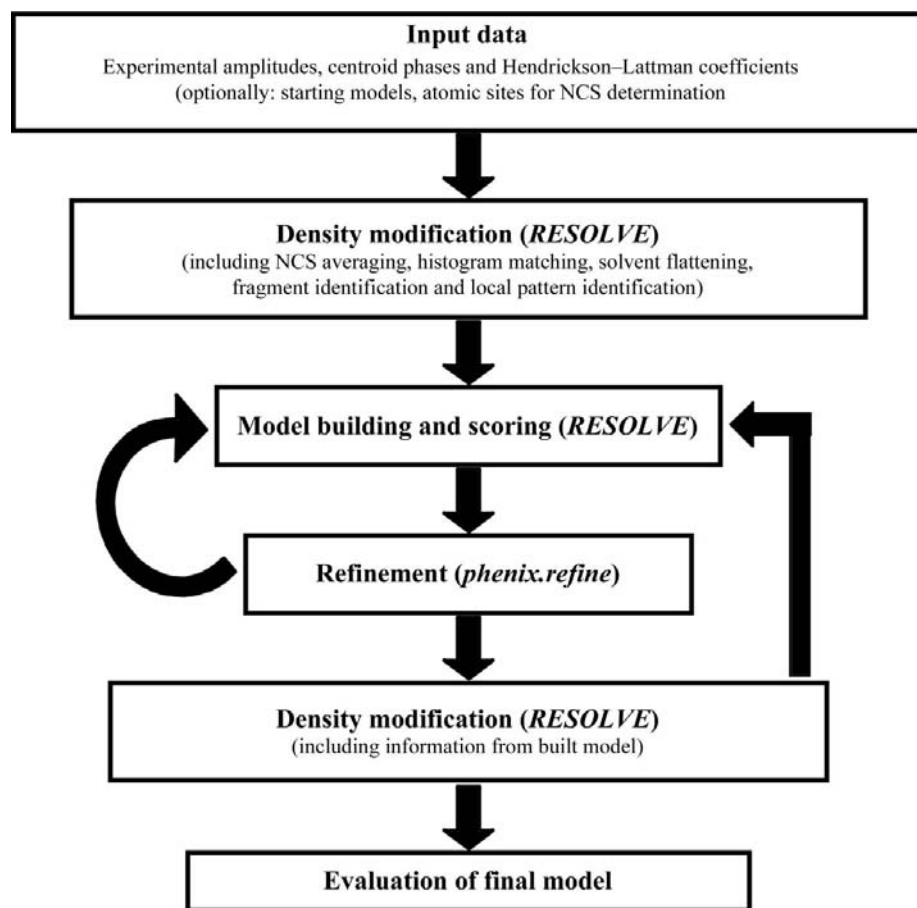 Input data
Experimental amplitudes, centroid phases and Hendrickson–Lattman coefficients
(optionally: starting models, atomic sites for NCS determination
Density modification (RESOLVE)
(including NCS averaging, histogram matching, solvent flattening,
fragment identification and local pattern identification)
Model building and scoring (RESOLVE)
Refinement (phenix.refine)
Density modification (RESOLVE)
(including information from built model)
Evaluation of final model